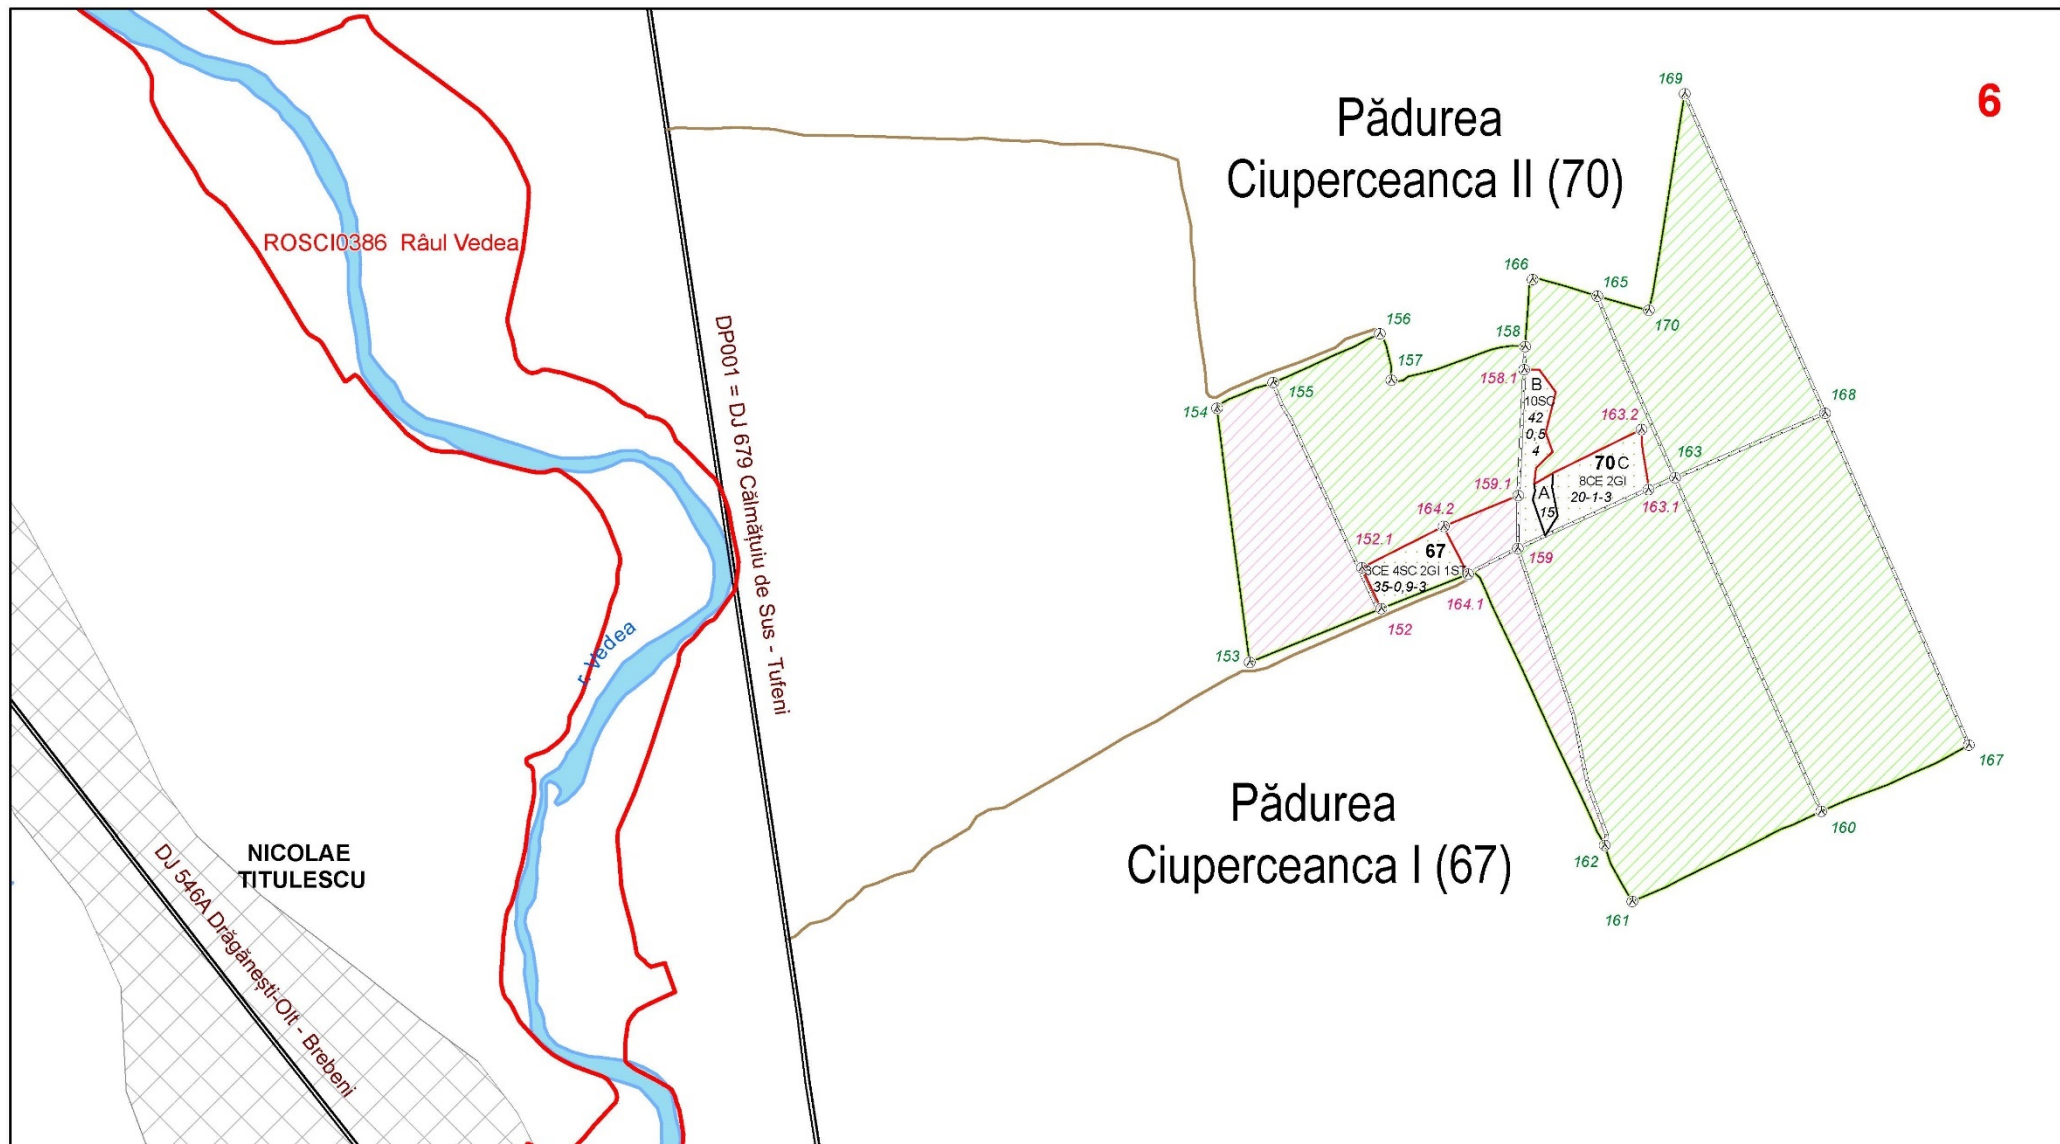 169
6
Pădurea
Ciuperceanca II (70)
ROSCI0386 Râul Vedea
166
165
170
156
158
157
158.1
155
154
B
10SC
42
0,5
4
163.2
168
163
70 C
8CE 2GI
20-1-3
159.1
A
15
163.1
164.2
152.1
67
3CE 4SC 2GI 1ST
35-0,9-3
159
164.1
152
153
DP001 = DJ 679 Călmățuiu de Sus - Tufeni
r. Vedea
167
160
162
161
Pădurea
Ciuperceanca I (67)
NICOLAE
TITULESCU
DJ 546A Drăgănești-Olt - Brebeni